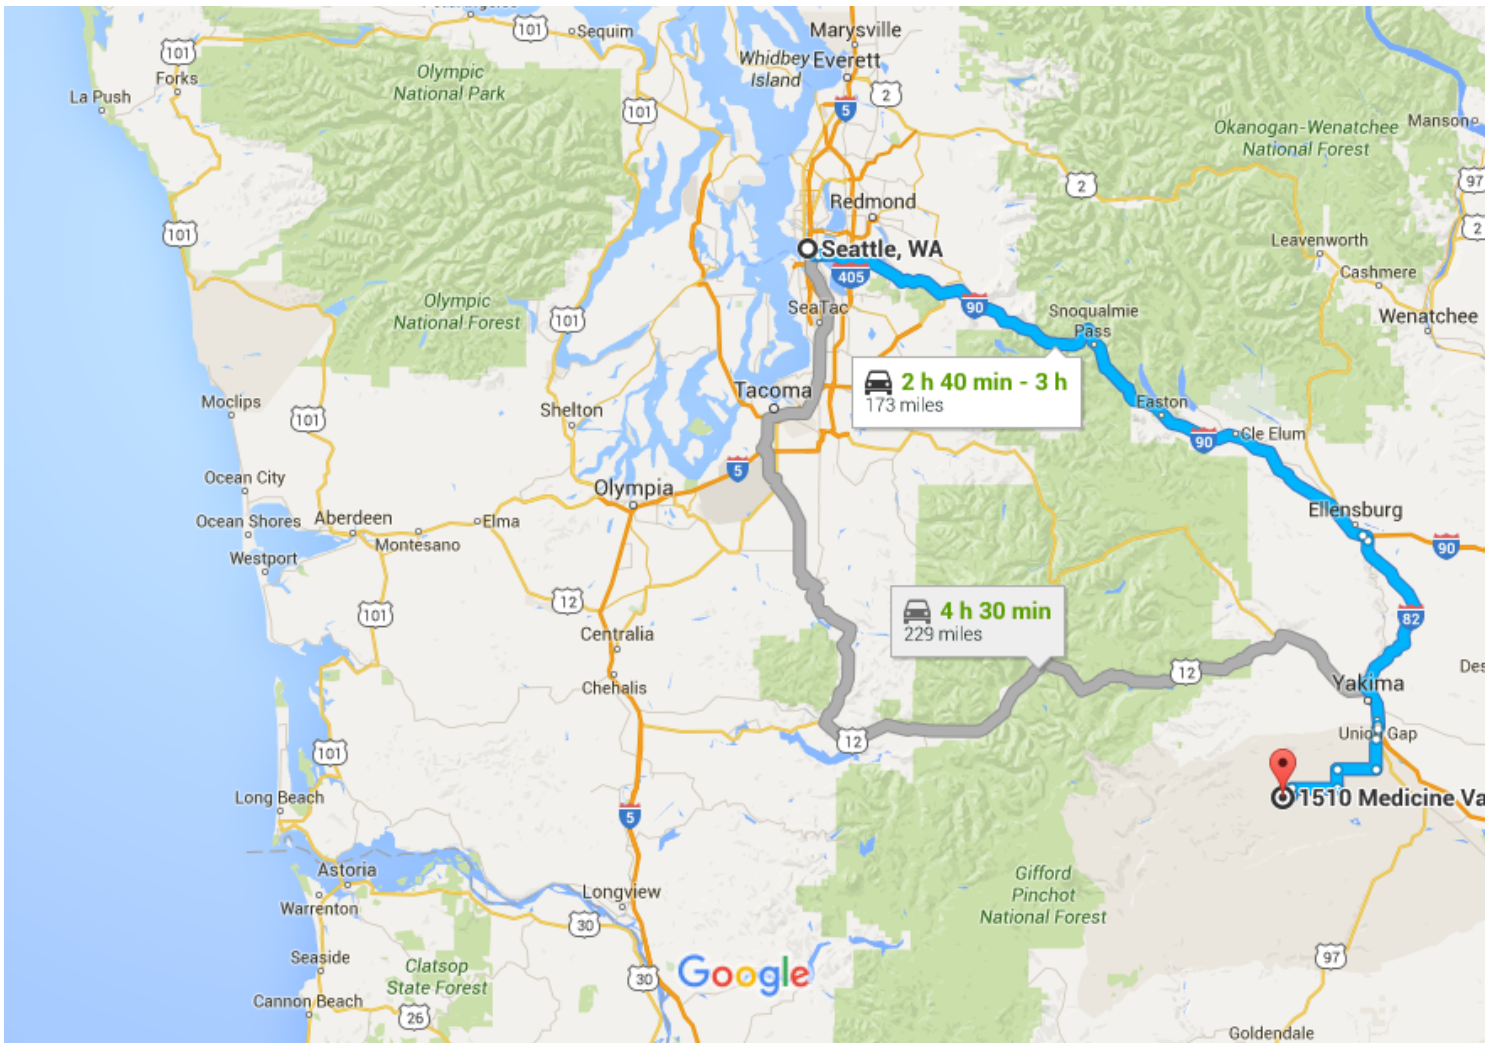 Marysville
101
Sequim
Whidbey
Island
Everett
101
Forks
Olympic
National Park
La Push
5
2
101
Okanogan-Wenatchee
National Forest
Manson
2
97
Redmond
2
101
Leavenworth
Seattle, WA
405
Cashmere
90
Olympic
National Forest
SeaTac
Snoqualmie
Pass
101
Wenatchee
2 h 40 min - 3 h
173 miles
Tacoma
Moclips
Shelton
Easton
101
90
Cle Elum
5
Ocean City
Olympia
Ocean Shores
Aberdeen
Elma
Ellensburg
Montesano
90
Westport
12
4 h 30 min
229 miles
101
82
Centralia
12
Chehalis
Yakima
Union Gap
12
101
Long Beach
1510 Medicine Va
5
Astoria
Gifford
Pinchot
National Forest
Longview
Warrenton
30
Seaside
97
Clatsop
State Forest
30
Google
Cannon Beach
26
Goldendale